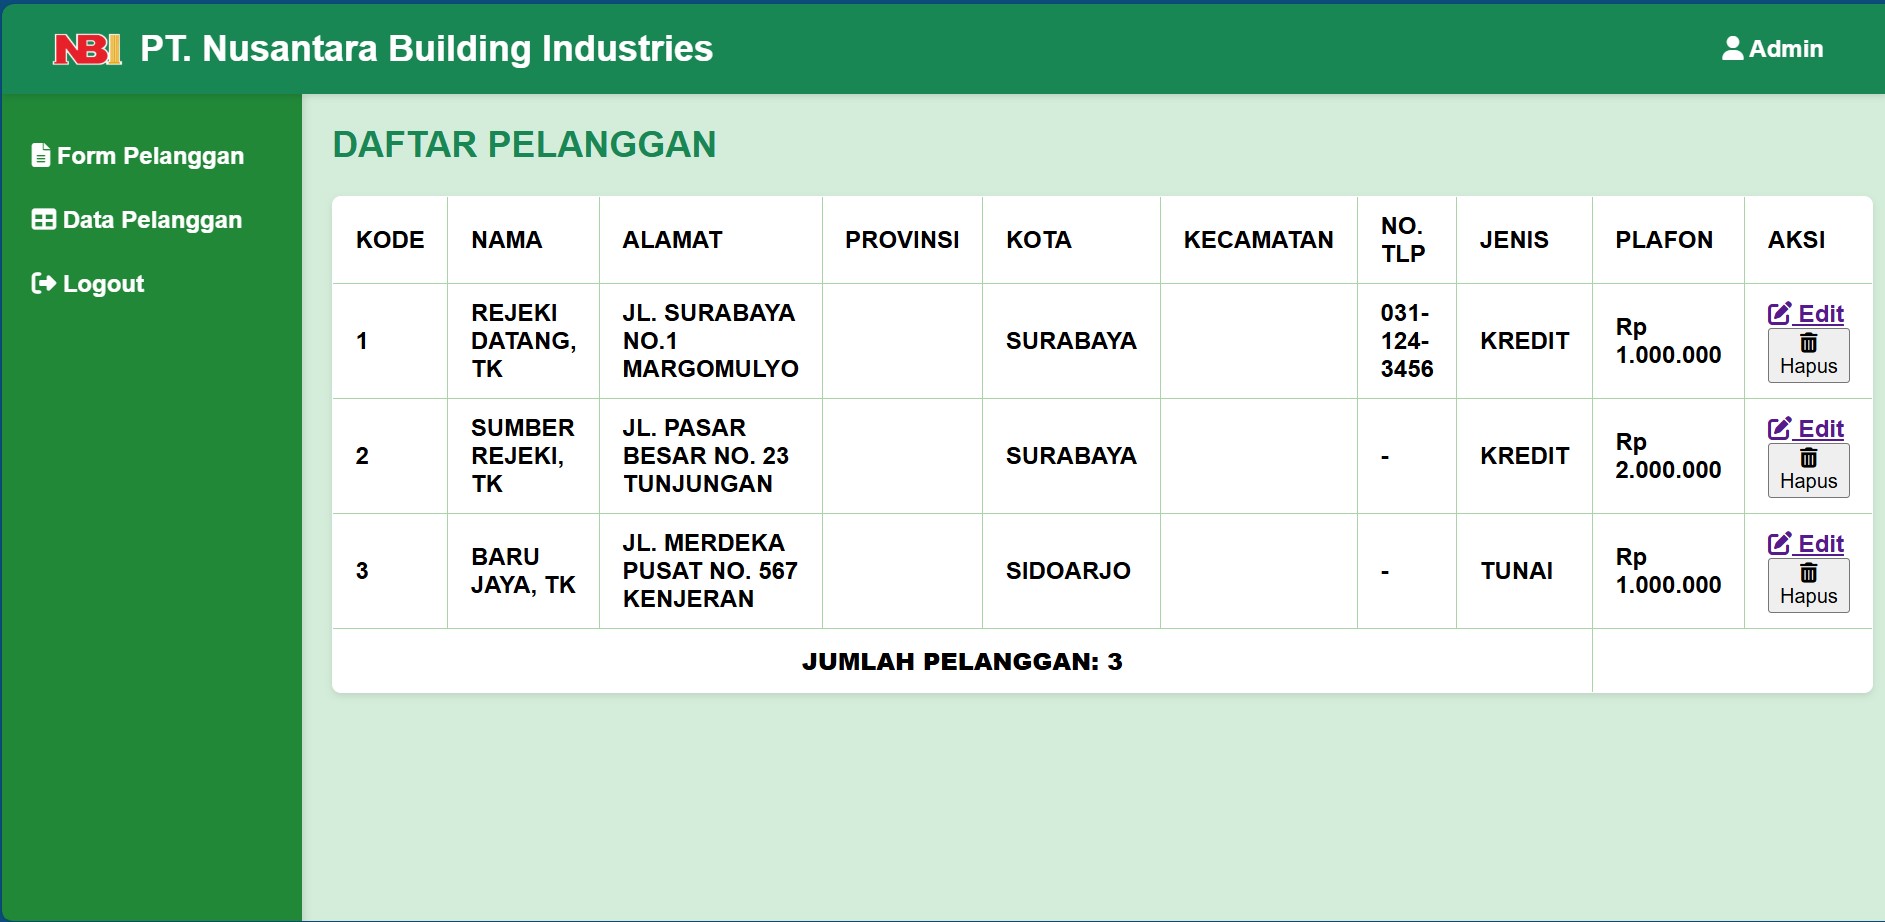 NBI PT. Nusantara Building Industries
Admin
Form Pelanggan
Data Pelanggan
Logout
DAFTAR PELANGGAN
KODE NAMA ALAMAT PROVINSI KOTA KECAMATAN NO. TLP JENIS PLAFON AKSI
1
REJEKI
DATANG,
TK
JL. SURABAYA
NO.1
MARGOMULYO
SURABAYA
031-
124-
3456
KREDIT
Rp
1.000.000
Edit
Hapus
2
SUMBER
REJEKI,
TK
JL. PASAR
BESAR NO. 23
TUNJUNGAN
SURABAYA
-
KREDIT
Rp
2.000.000
Edit
Hapus
3
BARU
JAYA, TK
JL. MERDEKA
PUSAT NO. 567
KENJERAN
SIDOARJO
-
TUNAI
Rp
1.000.000
Edit
Hapus
JUMLAH PELANGGAN: 3